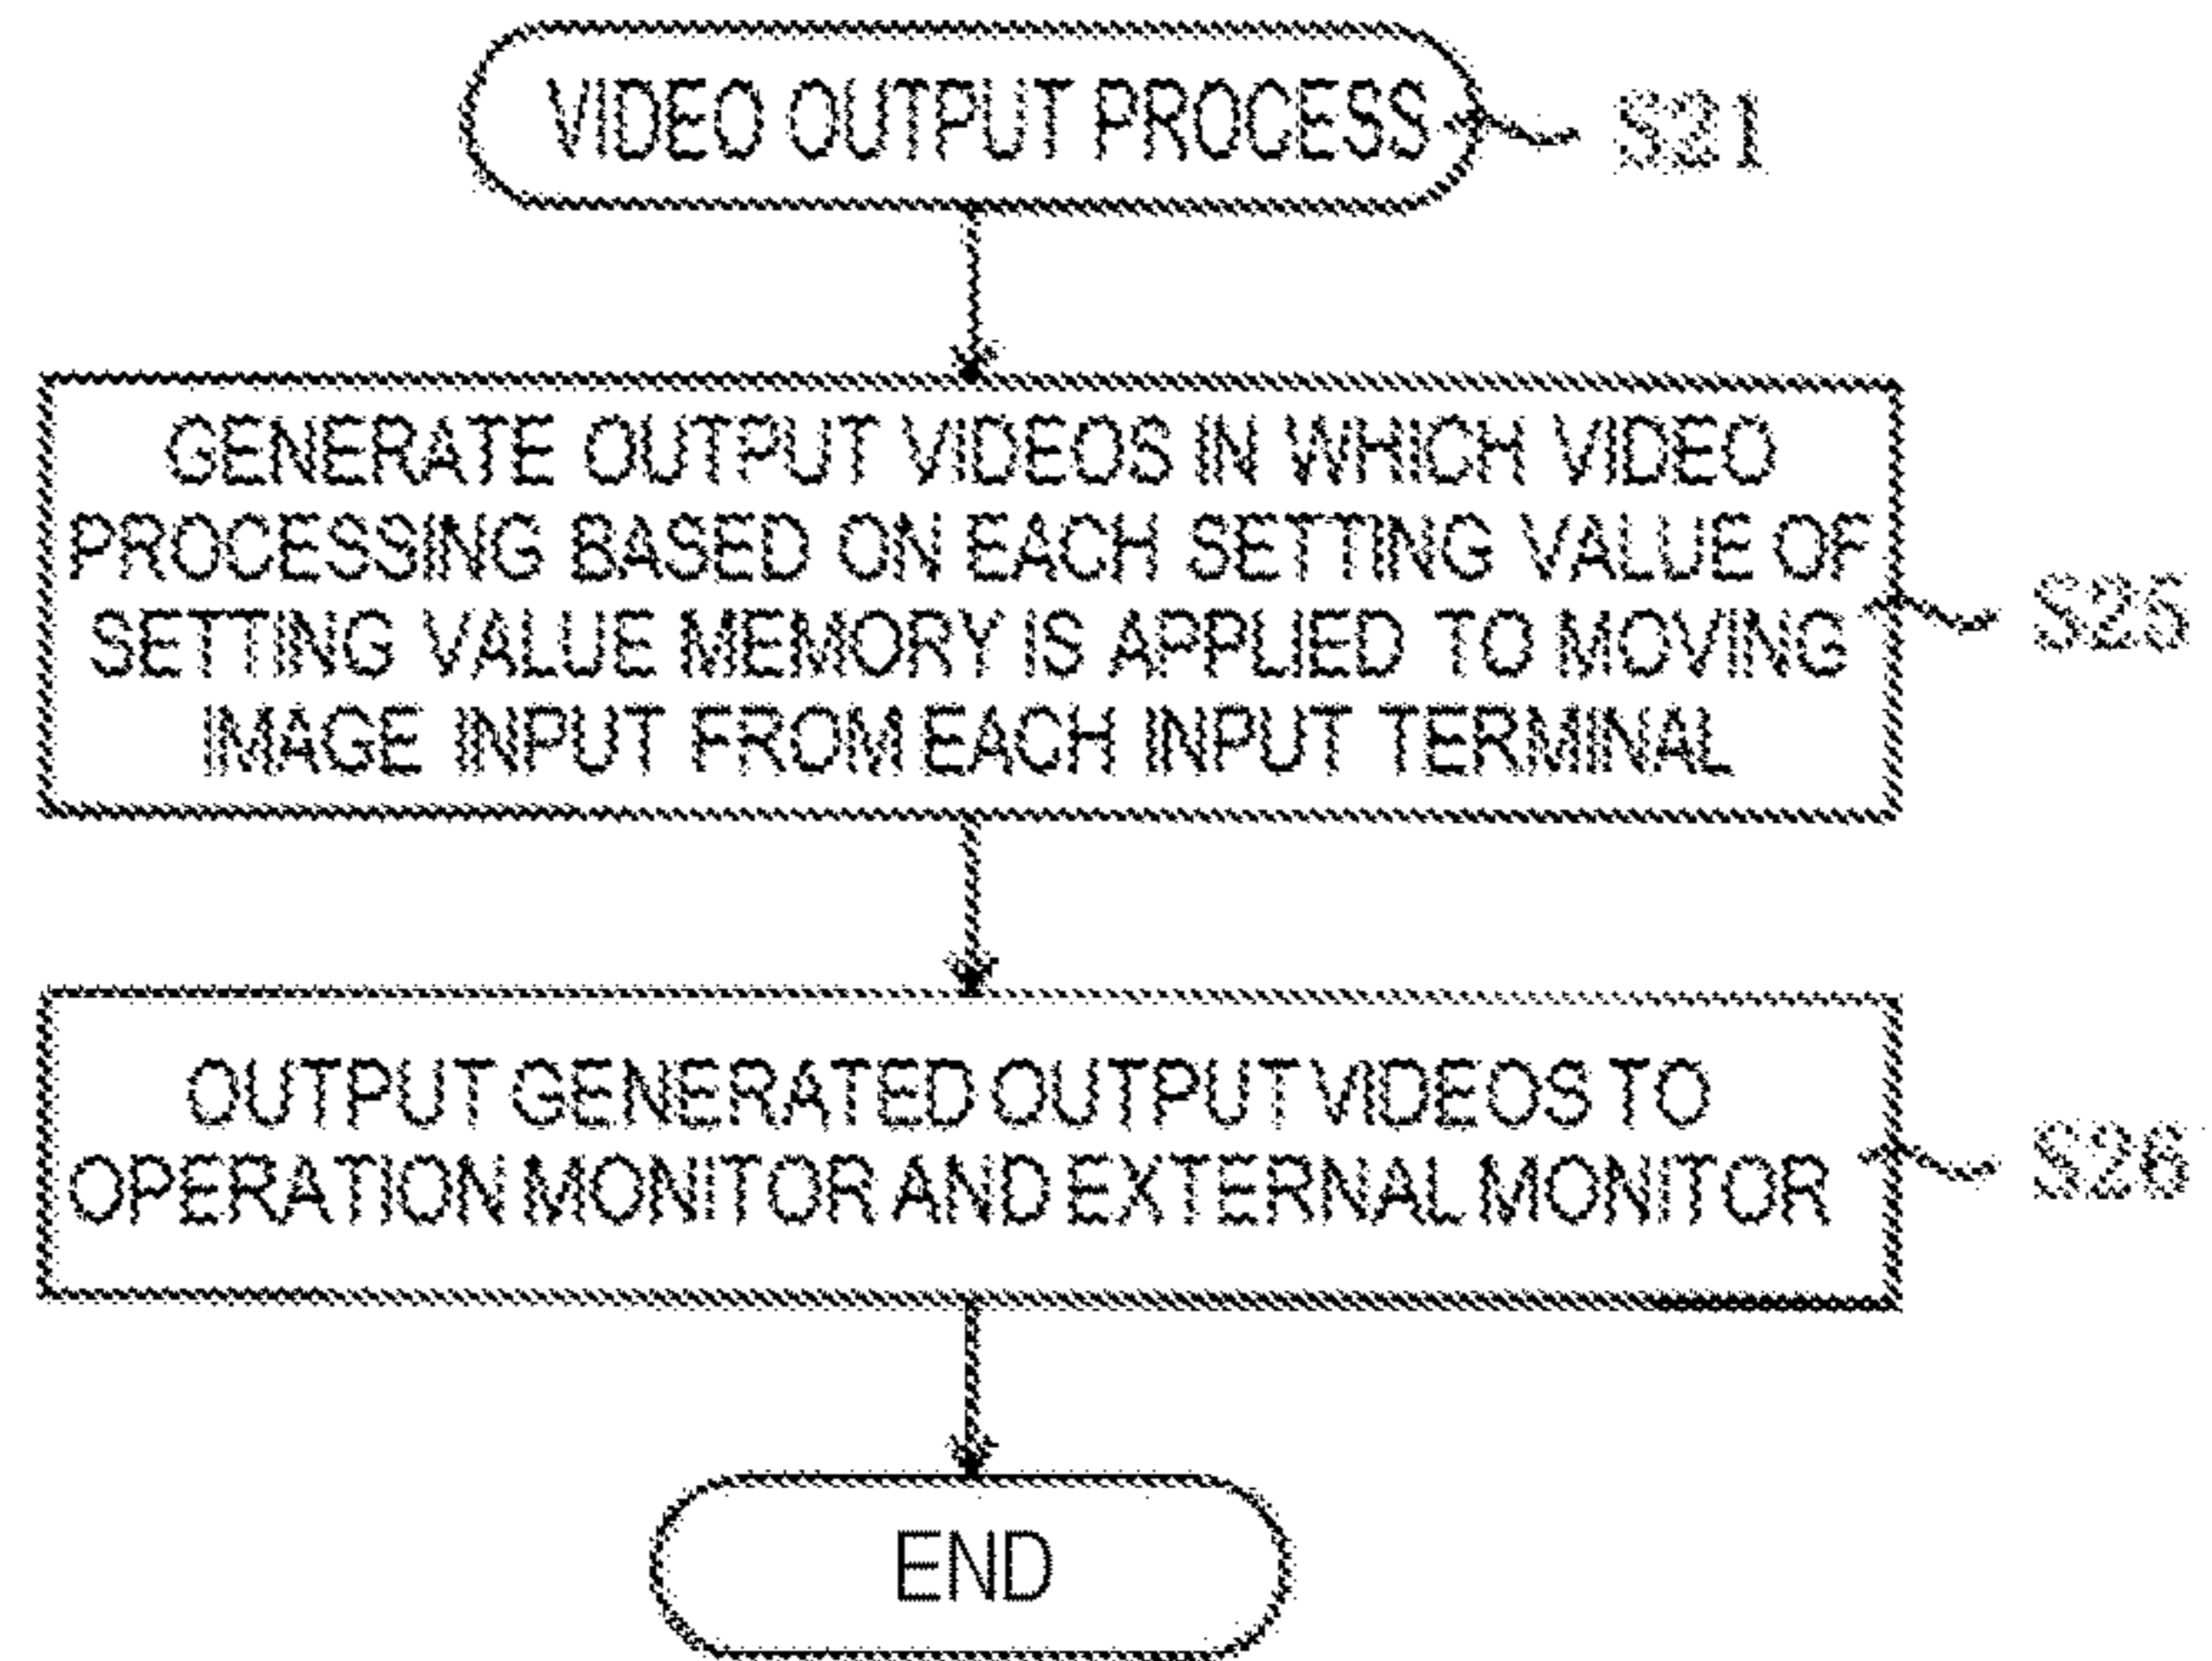 VIDEO OUTPUT PROCESS S21
GENERATE OUTPUT VIDEOS IN WHICH VIDEO
PROCESSING BASED ON EACH SETTING VALUE OF
SETTING VALUE MEMORY IS APPLIED TO MOVING
IMAGE INPUT FROM EACH INPUT TERMINAL
S25
OUTPUT GENERATED OUTPUT VIDEOS TO
OPERATION MONITOR AND EXTERNAL MONITOR
S26
END